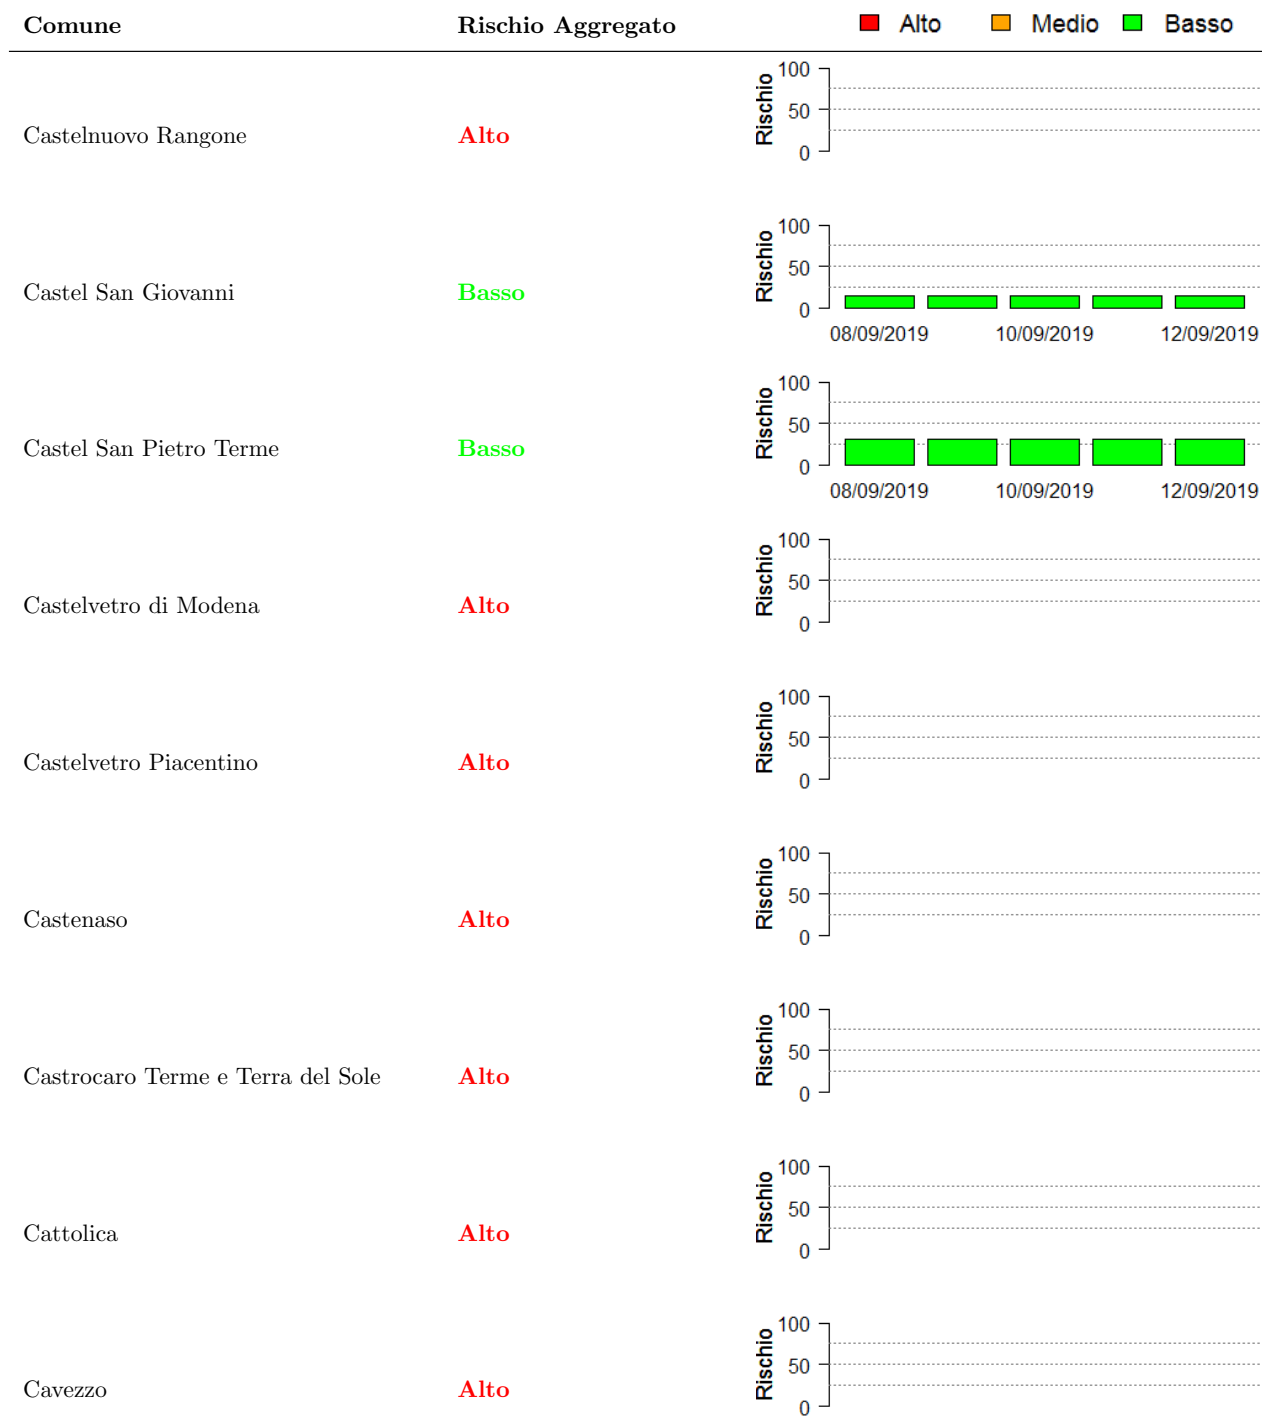 Comune Rischio Aggregato Alto Medio Basso
Castelnuovo Rangone Alto Rischio 100 50 0
Castel San Giovanni Basso Rischio 100 50 0
08/09/2019 10/09/2019 12/09/2019
Castel San Pietro Terme Basso Rischio 100 50 0
08/09/2019 10/09/2019 12/09/2019
Castelvetro di Modena Alto Rischio 100 50 0
Castelvetro Piacentino Alto Rischio 100 50 0
Castenaso Alto Rischio 100 50 0
Castrocaro Terme e Terra del Sole Alto Rischio 100 50 0
Cattolica Alto Rischio 100 50 0
Cavezzo Alto Rischio 100 50 0